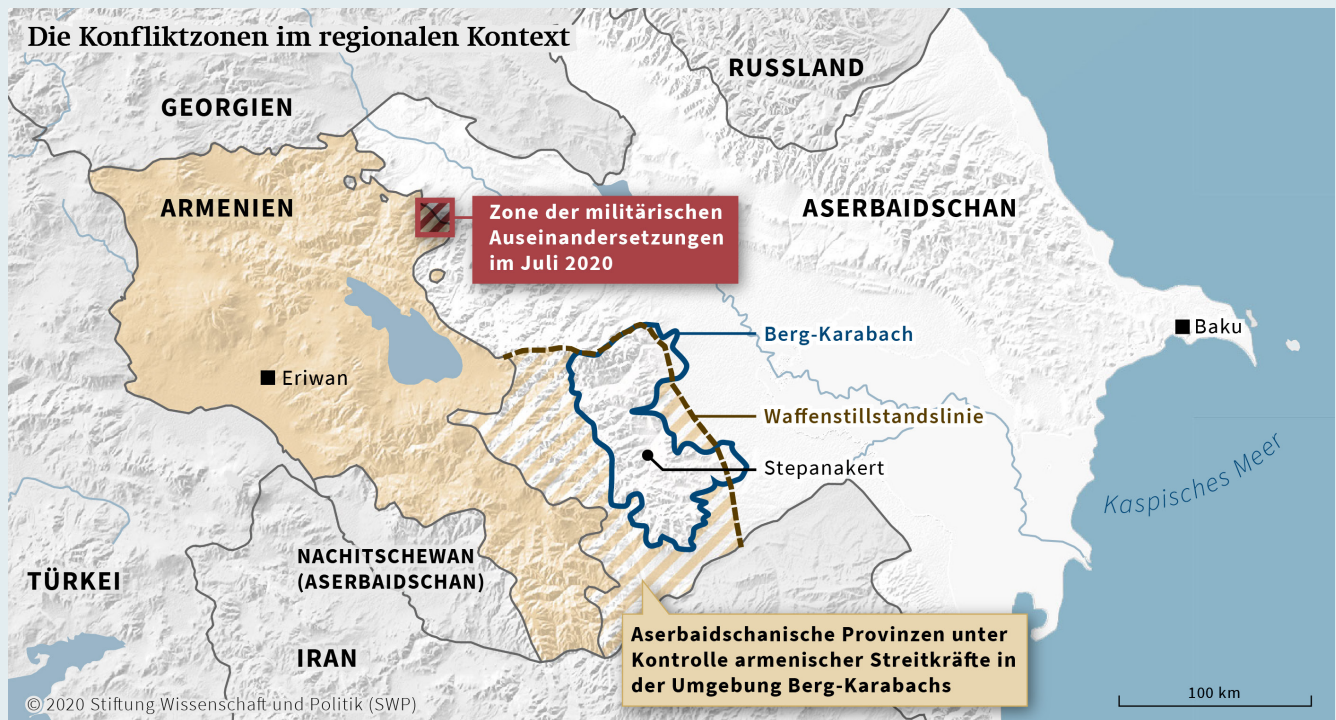 Die Konfliktzonen im regionalen Kontext
RUSSLAND
GEORGIEN
ARMENIEN
ASERBAIDSCHAN
Zone der militärischen
Auseinandersetzungen
im Juli 2020
Baku
Berg-Karabach
Eriwan
Waffenstillstandslinie
Stepanakert
Kaspisches Meer
NACHITSCHEWAN
(ASERBAIDSCHAN)
TÜRKEI
IRAN
Aserbaidschanische Provinzen unter
Kontrolle armenischer Streitkräfte in
der Umgebung Berg-Karabachs
100 km
© 2020 Stiftung Wissenschaft und Politik (SWP)